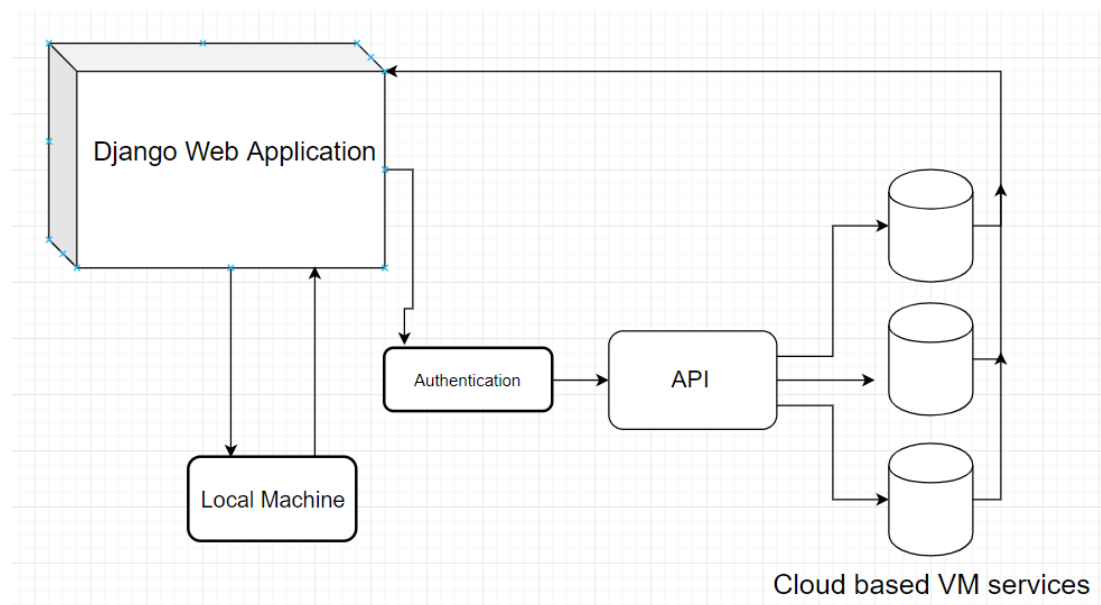 Django Web Application
Authentication
API
Local Machine
Cloud based VM services